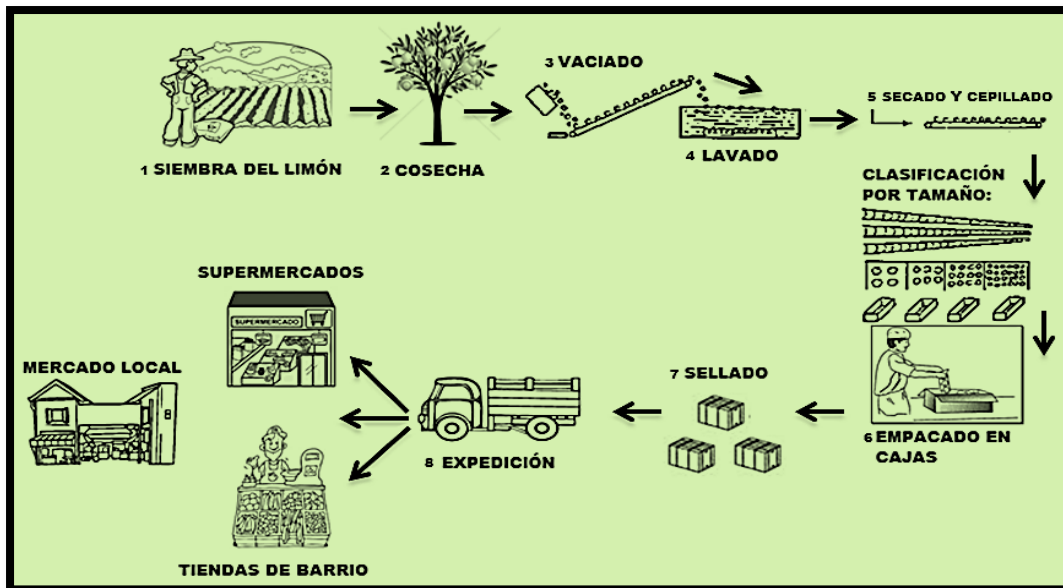 1 SIEMBRA DEL LIMÓN
2 COSECHA
3 VACIADO
4 LAVADO
5 SECADO Y CEPILLADO
CLASIFICACIÓN
POR TAMAÑO:
6 EMPACADO EN
CAJAS
7 SELLADO
8 EXPEDICIÓN
SUPERMERCADOS
SUPERMERCADO
MERCADO LOCAL
TIENDAS DE BARRIO